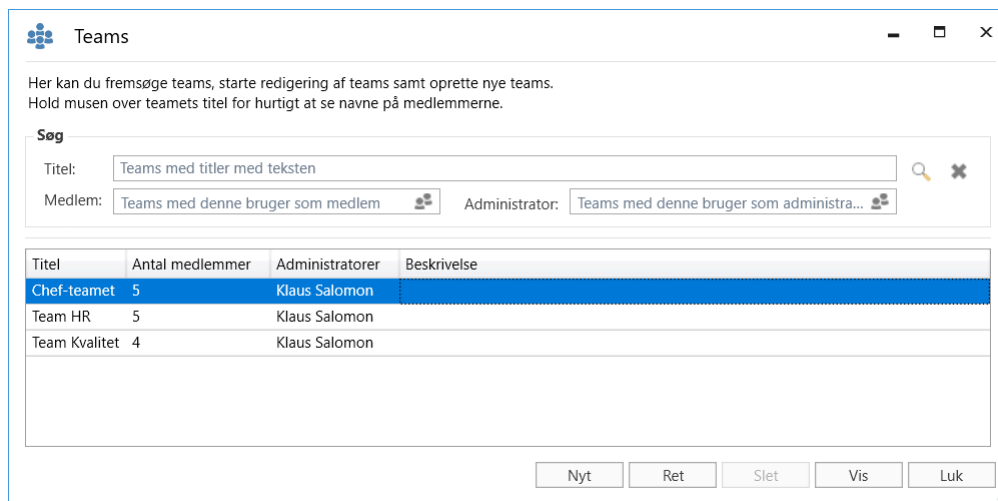 Teams
Her kan du fremsøge teams, starte redigering af teams samt oprette nye teams.
Hold musen over teamets titel for hurtigt at se navne på medlemmerne.
Søg
Titel: Teams med titler med teksten
Medlem: Teams med denne bruger som medlem Administrator: Teams med denne bruger som administra...
Titel Antal medlemmer Administratorer Beskrivelse
Chef-teamet 5 Klaus Salomon
Team HR 5 Klaus Salomon
Team Kvalitet 4 Klaus Salomon
Nyt Ret Slet Vis Luk